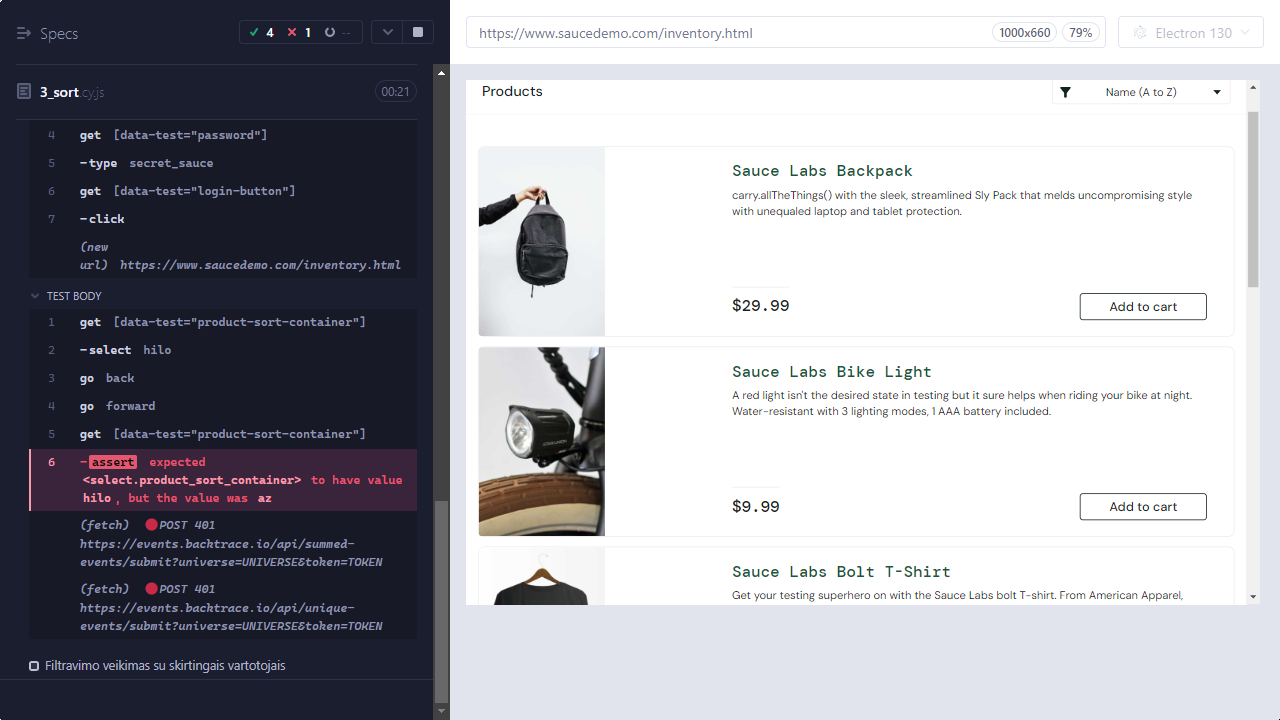 Specs
4
1
--
3_sort.cy.js
00:21
4 get [data-test="password"]
5 -type secret_sauce
6 get [data-test="login-button"]
7 -click
(new
url) https://www.saucedemo.com/inventory.html
TEST BODY
1 get [data-test="product-sort-container"]
2 -select hilo
3 go back
4 go forward
5 get [data-test="product-sort-container"]
6 -assert expected
<select.product_sort_container> to have value
hilo, but the value was az
(fetch) POST 401
https://events.backtrace.io/api/summed-
events/submit?universe=UNIVERSE&token=TOKEN
(fetch) POST 401
https://events.backtrace.io/api/unique-
events/submit?universe=UNIVERSE&token=TOKEN
Filtravimo veikimas su skirtingais vartotojais
https://www.saucedemo.com/inventory.html
1000x660
79%
Electron 130
Products
Name (A to Z)
Sauce Labs Backpack
carry.allTheThings() with the sleek, streamlined Sly Pack that melds uncompromising style
with unequaled laptop and tablet protection.
$29.99
Add to cart
Sauce Labs Bike Light
A red light isn't the desired state in testing but it sure helps when riding your bike at night.
Water-resistant with 3 lighting modes, 1 AAA battery included.
$9.99
Add to cart
Sauce Labs Bolt T-Shirt
Get your testing superhero on with the Sauce Labs bolt T-shirt. From American Apparel,